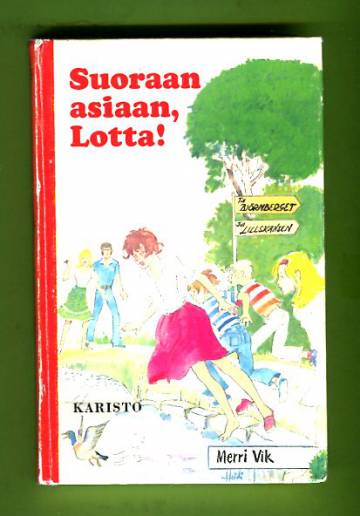 Suoraan
asiaan,
Lotta!
KARISTO
Merri Vik